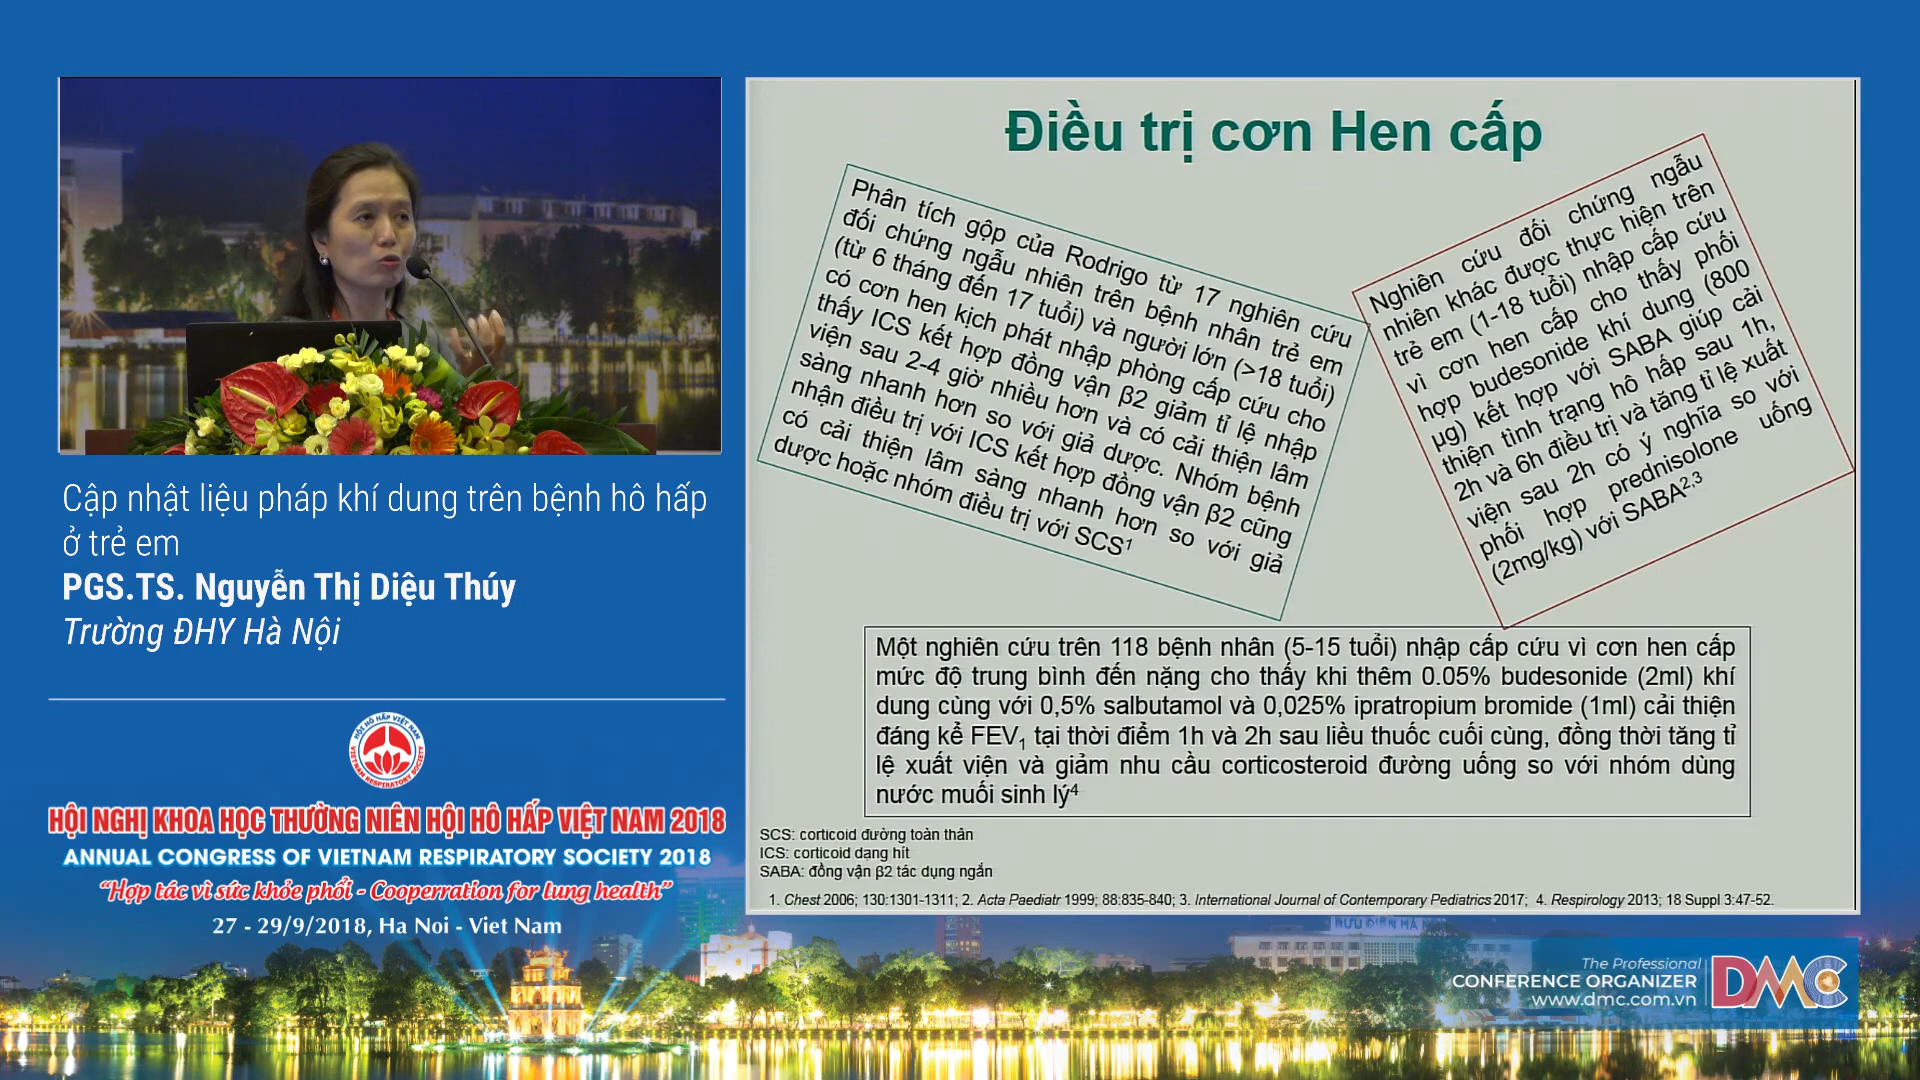 Điều trị cơn Hen cấp
Phân tích gộp của Rodrigo từ 17 nghiên cứu
đối chứng ngẫu nhiên trên bệnh nhân trẻ em
(từ 6 tháng đến 17 tuổi) và người lớn (>18 tuổi)
có cơn hen kịch phát nhập phòng cấp cứu cho
thấy ICS kết hợp đồng vận β2 giảm tỉ lệ nhập
viện sau 2-4 giờ nhiều hơn và có cải thiện lâm
sàng nhanh hơn so với giả dược. Nhóm bệnh
nhận điều trị với ICS kết hợp đồng vận β2 cũng
có cải thiện lâm sàng nhanh hơn so với giả
dược hoặc nhóm điều trị với SCS1
Nghiên cứu đối chứng ngẫu
nhiên khác được thực hiện trên
trẻ em (1-18 tuổi) nhập cấp cứu
vì cơn hen cấp cho thấy phối
hợp budesonide khí dung (800
µg) kết hợp với SABA giúp cải
thiện tình trạng hô hấp sau 1h,
2h và 6h điều trị và tăng tỉ lệ xuất
viện sau 2h có ý nghĩa so với
phối hợp prednisolone uống
(2mg/kg) với SABA2,3
Một nghiên cứu trên 118 bệnh nhân (5-15 tuổi) nhập cấp cứu vì cơn hen cấp
mức độ trung bình đến nặng cho thấy khi thêm 0.05% budesonide (2ml) khí
dung cùng với 0,5% salbutamol và 0,025% ipratropium bromide (1ml) cải thiện
đáng kể FEV1 tại thời điểm 1h và 2h sau liều thuốc cuối cùng, đồng thời tăng tỉ
lệ xuất viện và giảm nhu cầu corticosteroid đường uống so với nhóm dùng
nước muối sinh lý4
SCS: corticoid đường toàn thân
ICS: corticoid dạng hít
SABA: đồng vận β2 tác dụng ngắn
1. Chest 2006; 130:1301-1311; 2. Acta Paediatr 1999; 88:835-840; 3. International Journal of Contemporary Pediatrics 2017; 4. Respirology 2013; 18 Suppl 3:47-52.
Cập nhật liệu pháp khí dung trên bệnh hô hấp
ở trẻ em
PGS.TS. Nguyễn Thị Diệu Thúy
Trường ĐHY Hà Nội
HỘI HÔ HẤP VIỆT NAM
VIETNAM RESPIRATORY SOCIETY
HỘI NGHỊ KHOA HỌC THƯỜNG NIÊN HỘI HÔ HẤP VIỆT NAM 2018
ANNUAL CONGRESS OF VIETNAM RESPIRATORY SOCIETY 2018
“Hợp tác vì sức khỏe phổi - Cooperration for lung health”
27 - 29/9/2018, Ha Noi - Viet Nam
BƯU ĐIỆN HÀ
The Professional
CONFERENCE ORGANIZER
www.dmc.com.vn
DMC